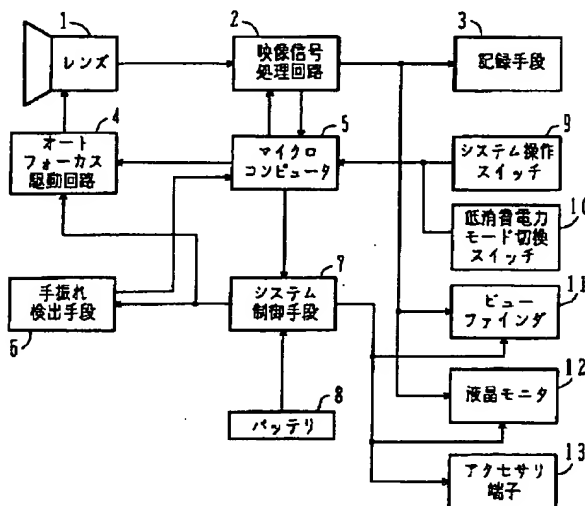 1
レンズ
2
映像信号
処理回路
3
記録手段
4
オート
フォーカス
駆動回路
5
マイクロ
コンピュータ
9
システム操作
スイッチ
10
低消費電力
モード切換
スイッチ
手振れ
検出手段
6
7
システム
制御手段
11
ビュー
ファインダ
8
バッテリ
12
液晶モニタ
13
アクセサリ
端子